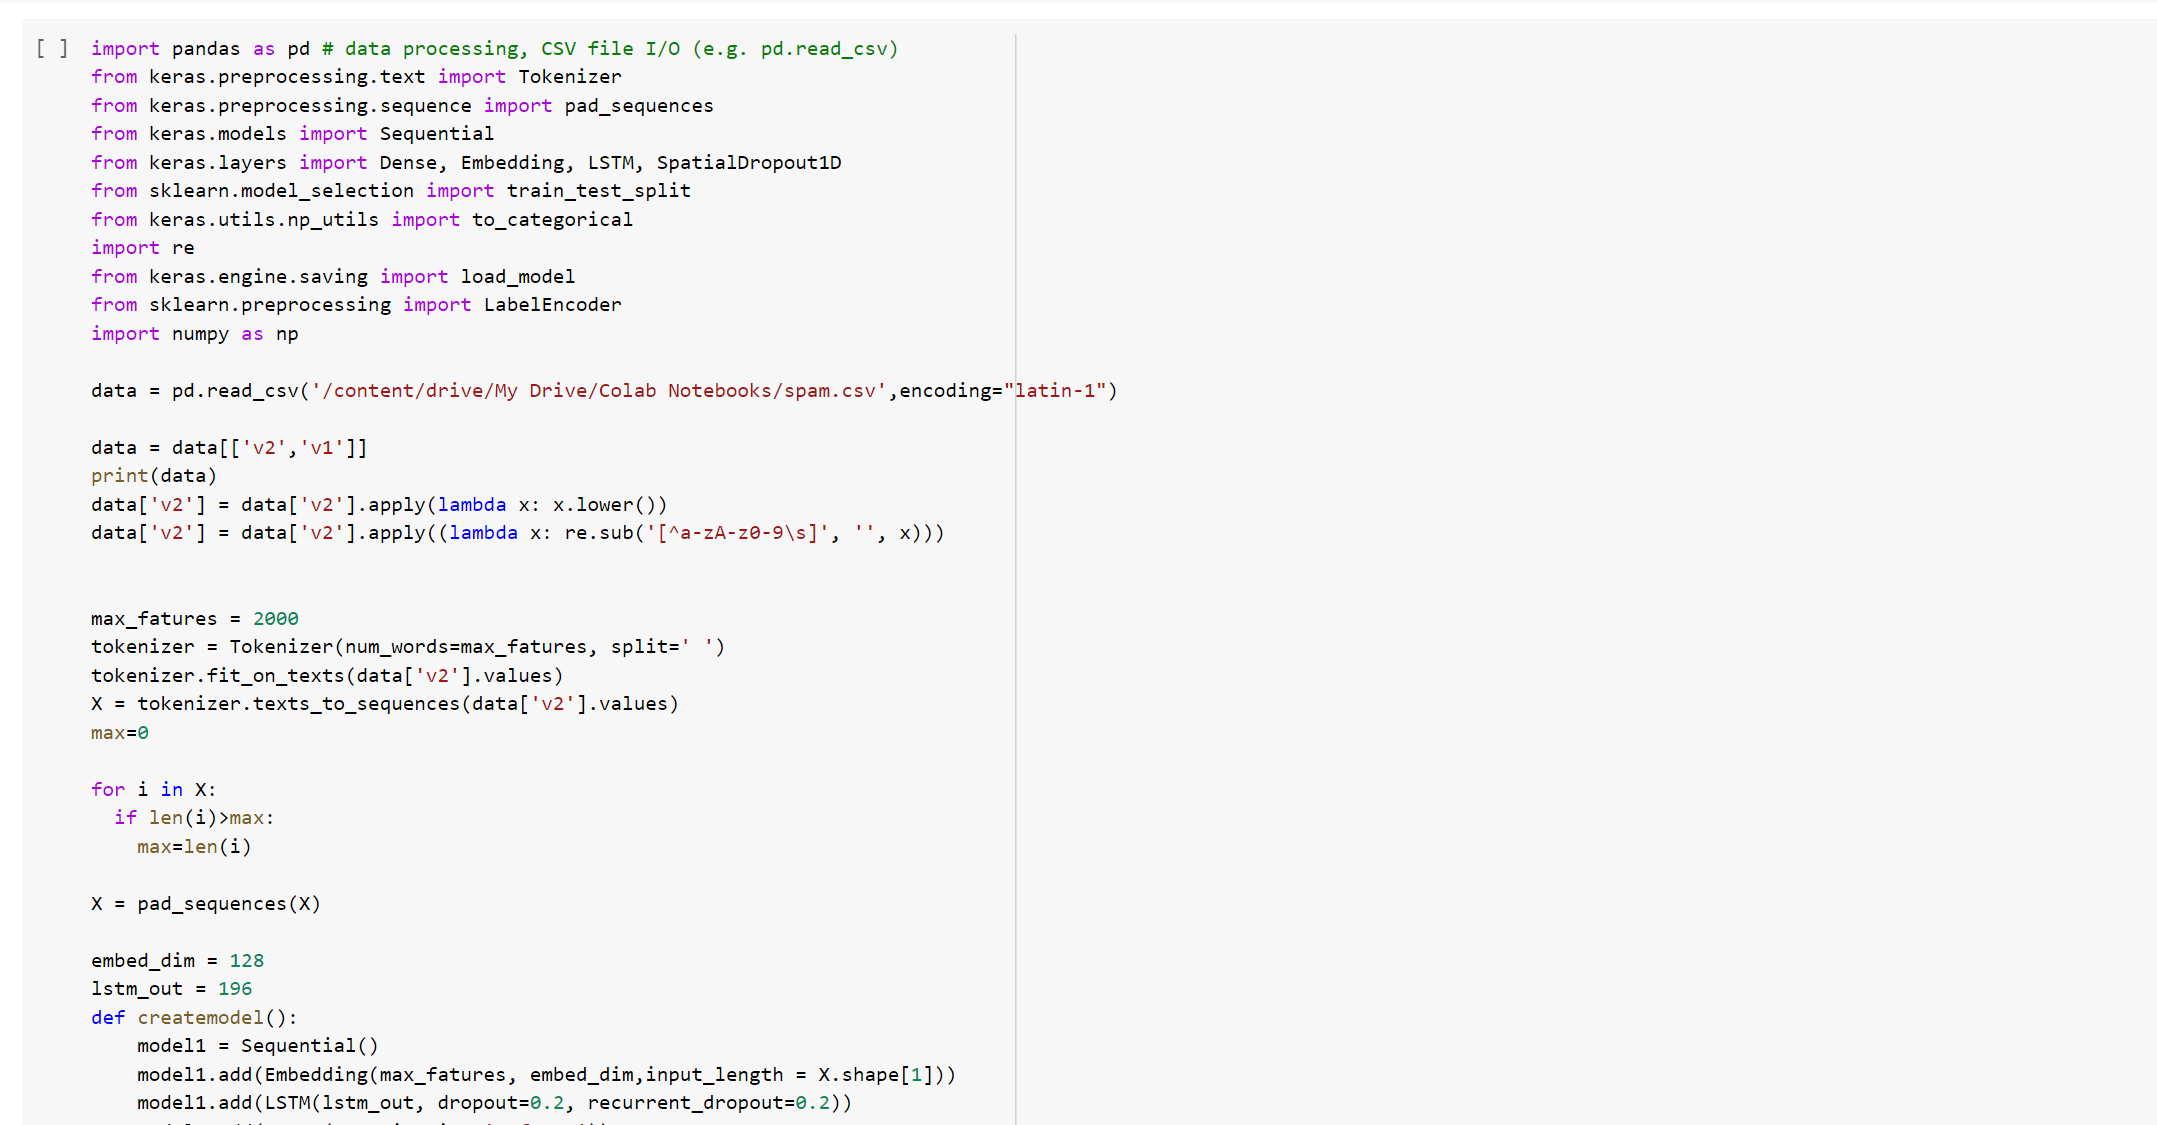 [ ] import pandas as pd # data processing, CSV file I/O (e.g. pd.read_csv)
from keras.preprocessing.text import Tokenizer
from keras.preprocessing.sequence import pad_sequences
from keras.models import Sequential
from keras.layers import Dense, Embedding, LSTM, SpatialDropout1D
from sklearn.model_selection import train_test_split
from keras.utils.np_utils import to_categorical
import re
from keras.engine.saving import load_model
from sklearn.preprocessing import LabelEncoder
import numpy as np

data = pd.read_csv('/content/drive/My Drive/Colab Notebooks/spam.csv',encoding="latin-1")

data = data[['v2','v1']]
print(data)
data['v2'] = data['v2'].apply(lambda x: x.lower())
data['v2'] = data['v2'].apply((lambda x: re.sub('[^a-zA-z0-9\s]', '', x)))

max_fatures = 2000
tokenizer = Tokenizer(num_words=max_fatures, split=' ')
tokenizer.fit_on_texts(data['v2'].values)
X = tokenizer.texts_to_sequences(data['v2'].values)
max=0

for i in X:
  if len(i)>max:
    max=len(i)

X = pad_sequences(X)

embed_dim = 128
lstm_out = 196
def createmodel():
    model1 = Sequential()
    model1.add(Embedding(max_fatures, embed_dim,input_length = X.shape[1]))
    model1.add(LSTM(lstm_out, dropout=0.2, recurrent_dropout=0.2))